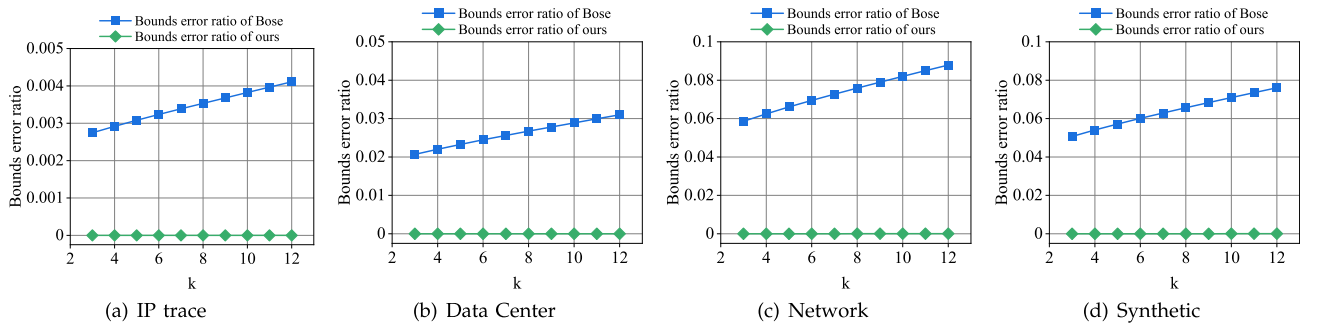 Bounds error ratio of Bose
Bounds error ratio of ours
0.005
0.004
0.003
0.002
0.001
0
Bounds error ratio
2 4 6 8 10 12
k
(a) IP trace
Bounds error ratio of Bose
Bounds error ratio of ours
0.05
0.04
0.03
0.02
0.01
0
Bounds error ratio
2 4 6 8 10 12
k
(b) Data Center
Bounds error ratio of Bose
Bounds error ratio of ours
0.1
0.08
0.06
0.04
0.02
0
Bounds error ratio
2 4 6 8 10 12
k
(c) Network
Bounds error ratio of Bose
Bounds error ratio of ours
0.1
0.08
0.06
0.04
0.02
0
Bounds error ratio
2 4 6 8 10 12
k
(d) Synthetic